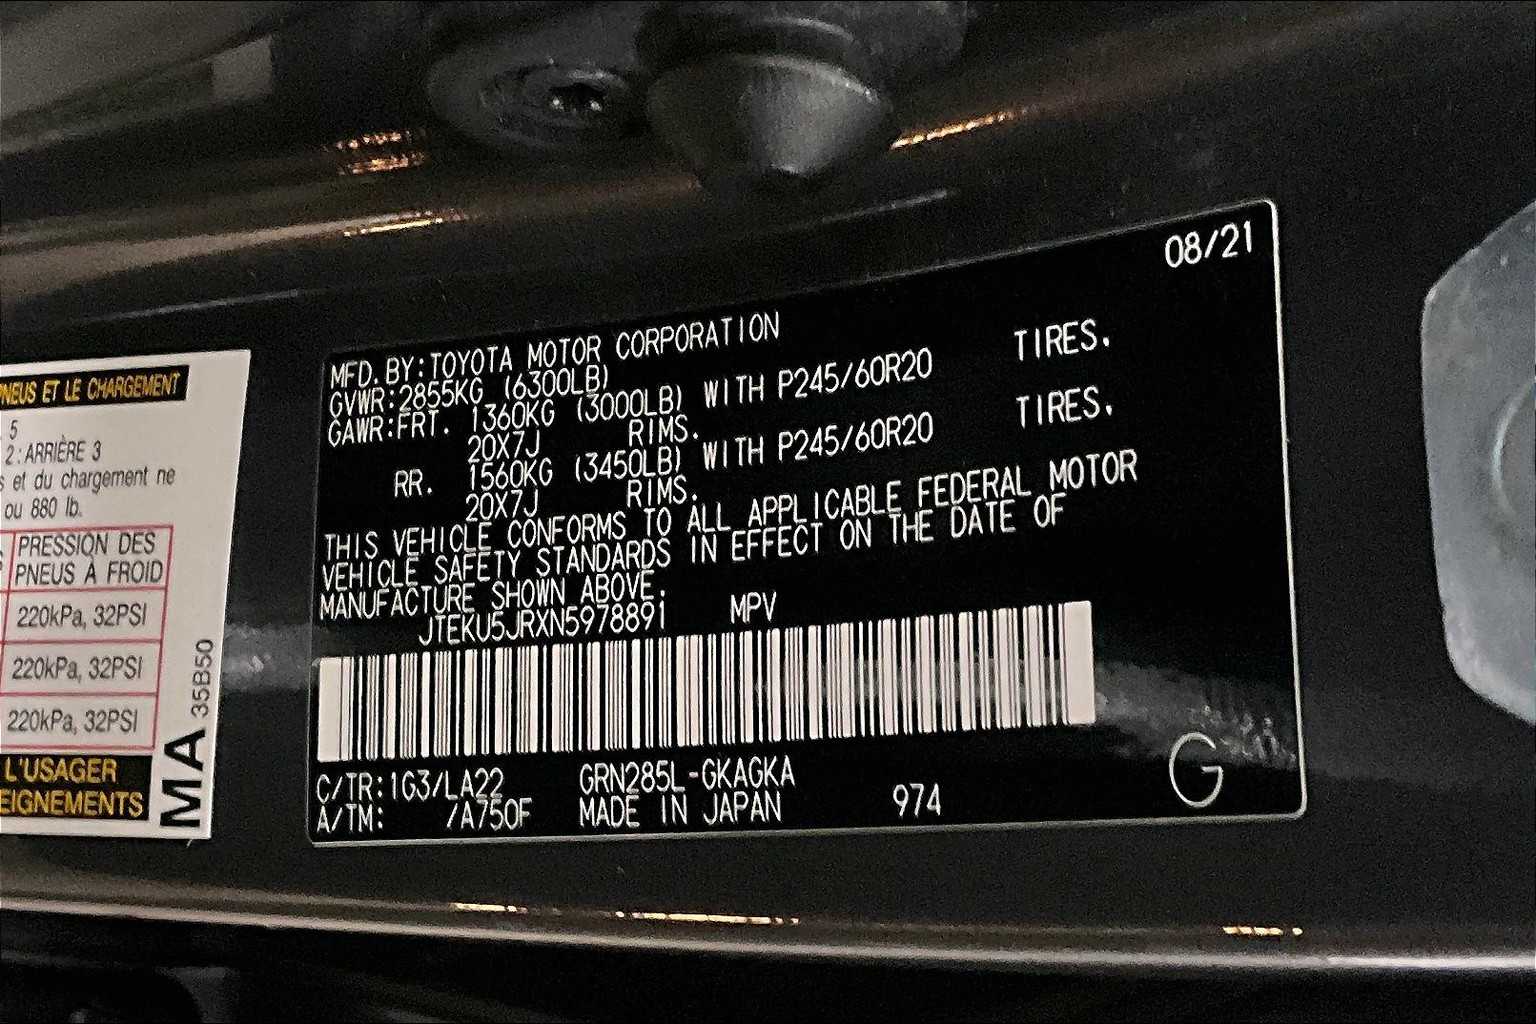 PNEUS ET LE CHARGEMENT
5
2 : ARRIÈRE 3
et du chargement ne
ou 880 lb.
PRESSION DES
PNEUS À FROID
220kPa, 32PSI
220kPa, 32PSI
220kPa, 32PSI
L'USAGER
EIGNEMENTS
MA 35B50
08/21
MFD. BY: TOYOTA MOTOR CORPORATION
GVWR: 2855KG (6300LB)
GAWR: FRT. 1360KG (3000LB) WITH P245/60R20 TIRES.
20X7J RIMS.
RR. 1560KG (3450LB) WITH P245/60R20 TIRES.
20X7J RIMS.
THIS VEHICLE CONFORMS TO ALL APPLICABLE FEDERAL MOTOR
VEHICLE SAFETY STANDARDS IN EFFECT ON THE DATE OF
MANUFACTURE SHOWN ABOVE.
JTEKU5JRXN5978891 MPV
C/TR: 1G3/LA22 GRN285L-GKAGKA
A/TM: /A750F MADE IN JAPAN 974
G